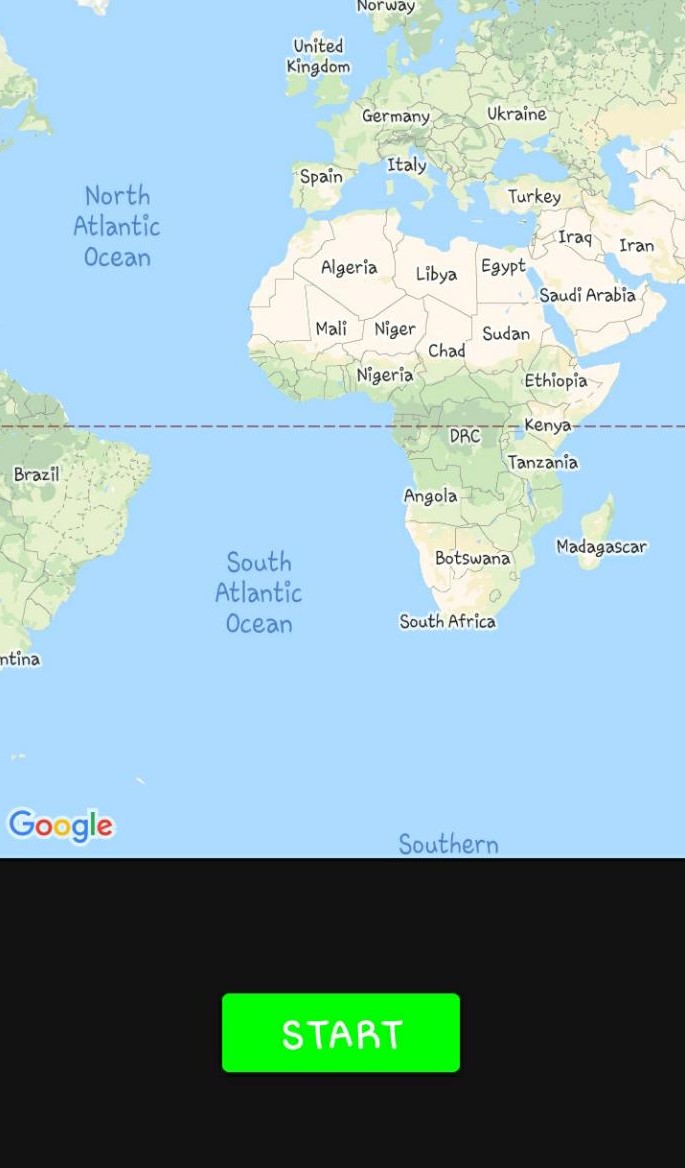 Norway
United
Kingdom
Germany
Ukraine
Italy
Spain
Turkey
North
Atlantic
Ocean
Iraq
Iran
Algeria
Libya
Egypt
Saudi Arabia
Mali
Niger
Sudan
Chad
Nigeria
Ethiopia
Kenya
DRC
Tanzania
Brazil
Angola
Madagascar
Botswana
South
Atlantic
Ocean
South Africa
ntina
Google
Southern
START